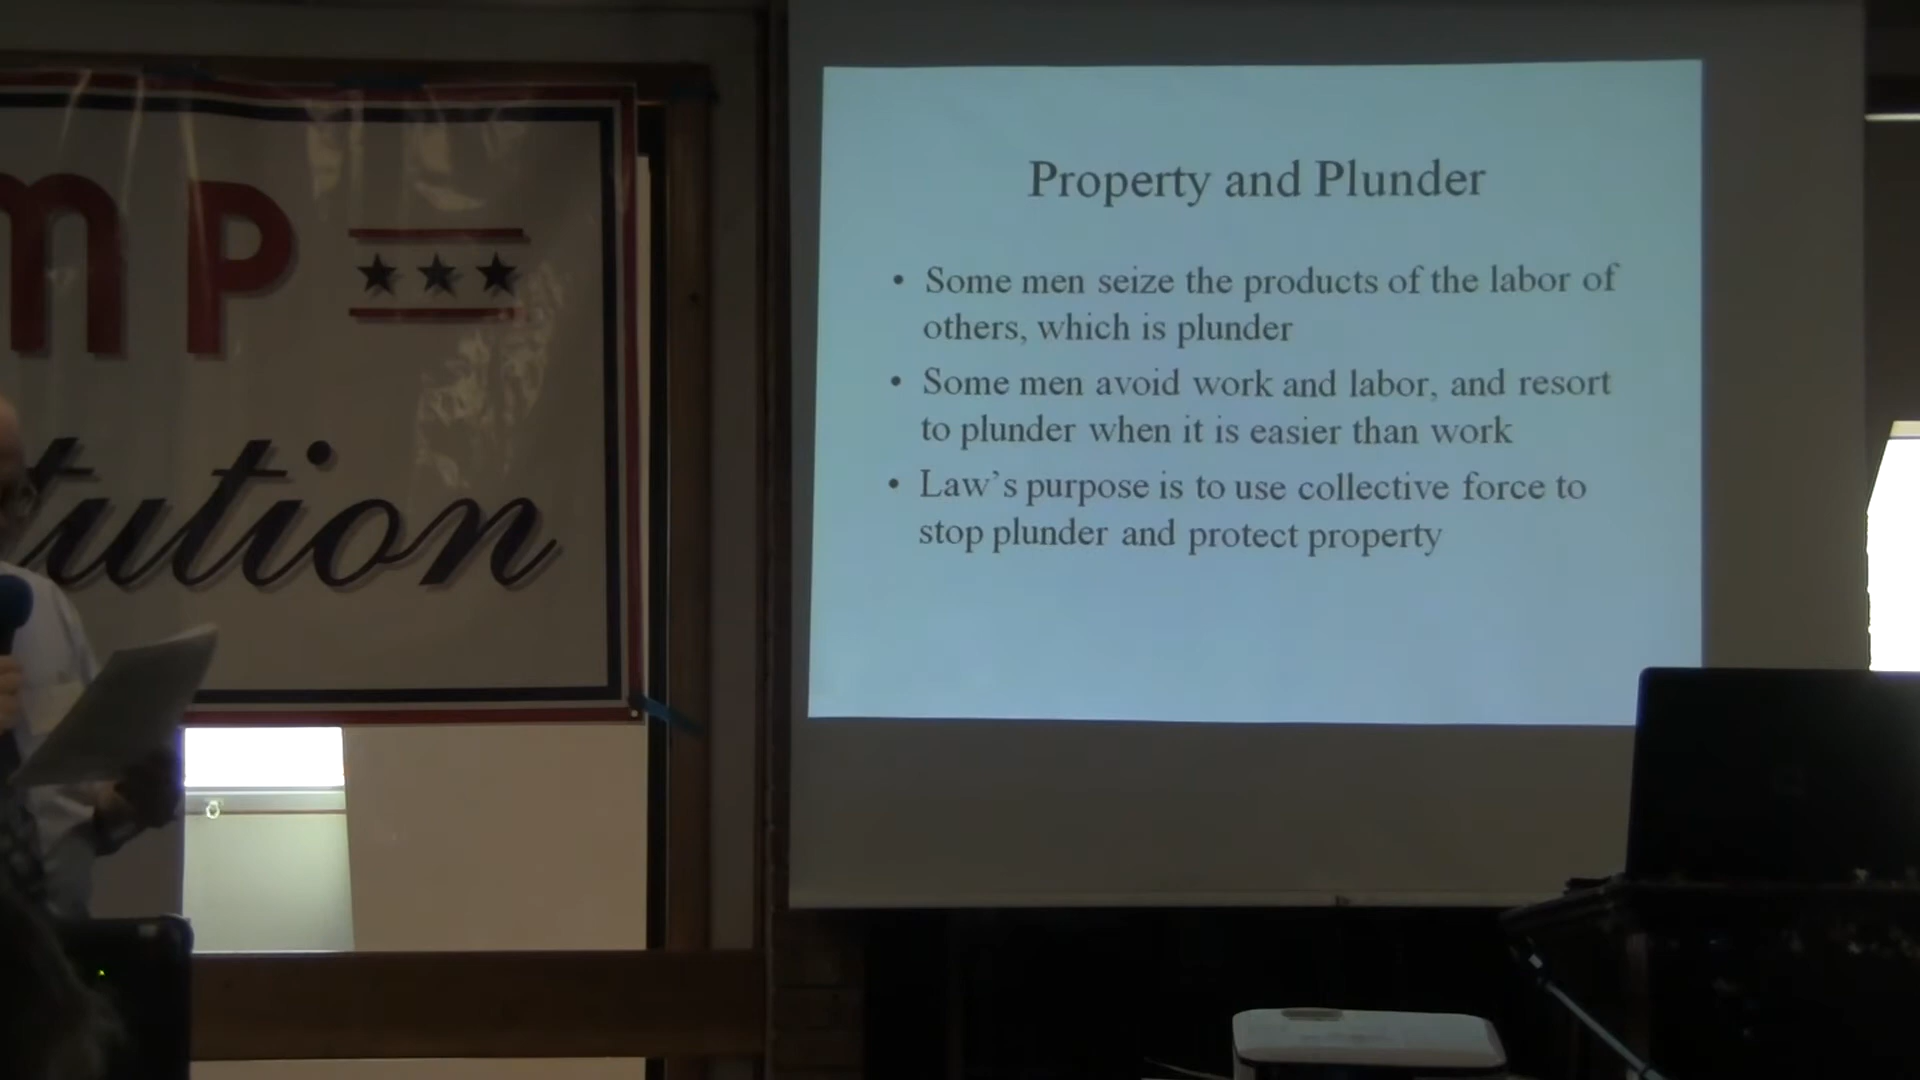 mP
tution
Property and Plunder
• Some men seize the products of the labor of
others, which is plunder
• Some men avoid work and labor, and resort
to plunder when it is easier than work
• Law’s purpose is to use collective force to
stop plunder and protect property